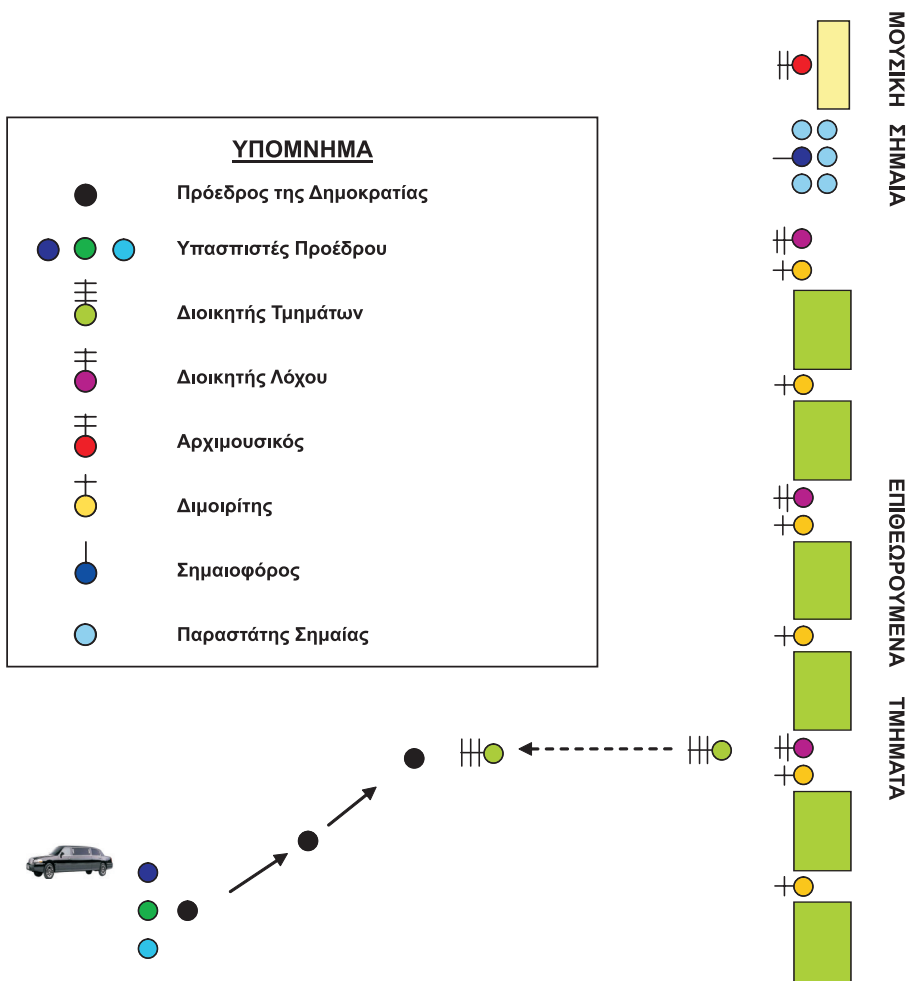 ΥΠΟΜΝΗΜΑ
Πρόεδρος της Δημοκρατίας
Υπασπιστές Προέδρου
Διοικητής Τμημάτων
Διοικητής Λόχου
Αρχιμουσικός
Διμοιρίτης
Σημαιοφόρος
Παραστάτης Σημαίας
ΜΟΥΣΙΚΗ ΣΗΜΑΙΑ
ΕΠΙΘΕΩΡΟΥΜΕΝΑ ΤΜΗΜΑΤΑ